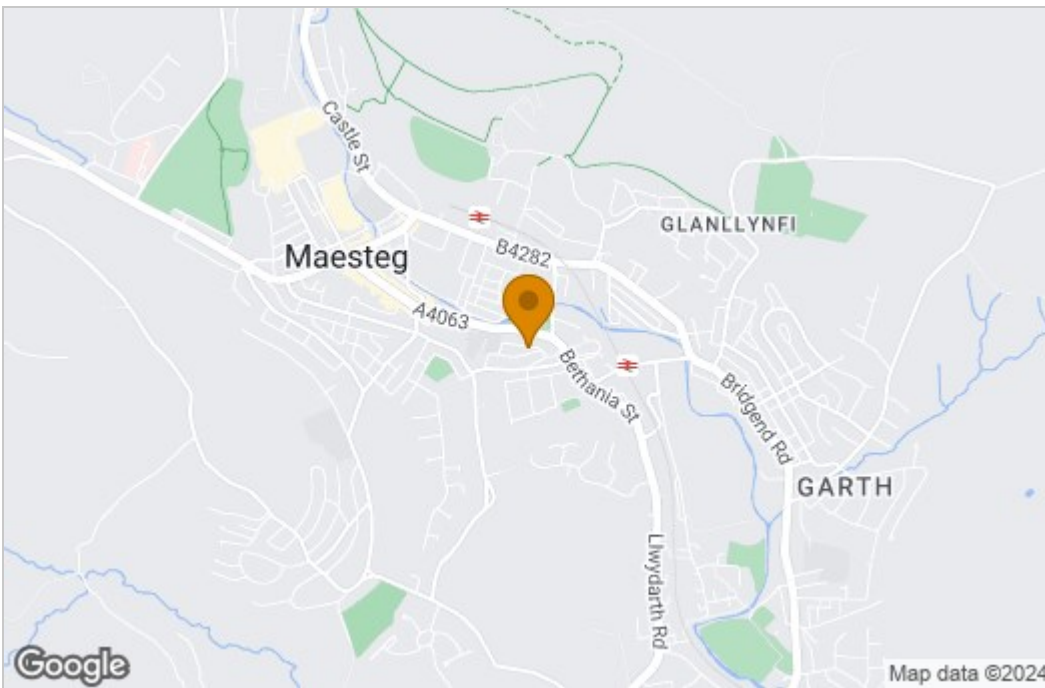 Castle St
GLANLLYNFI
B4282
Maesteg
A4063
Bethania St
Bridgend Rd
GARTH
Llwydarth Rd
Google
Map data ©2024